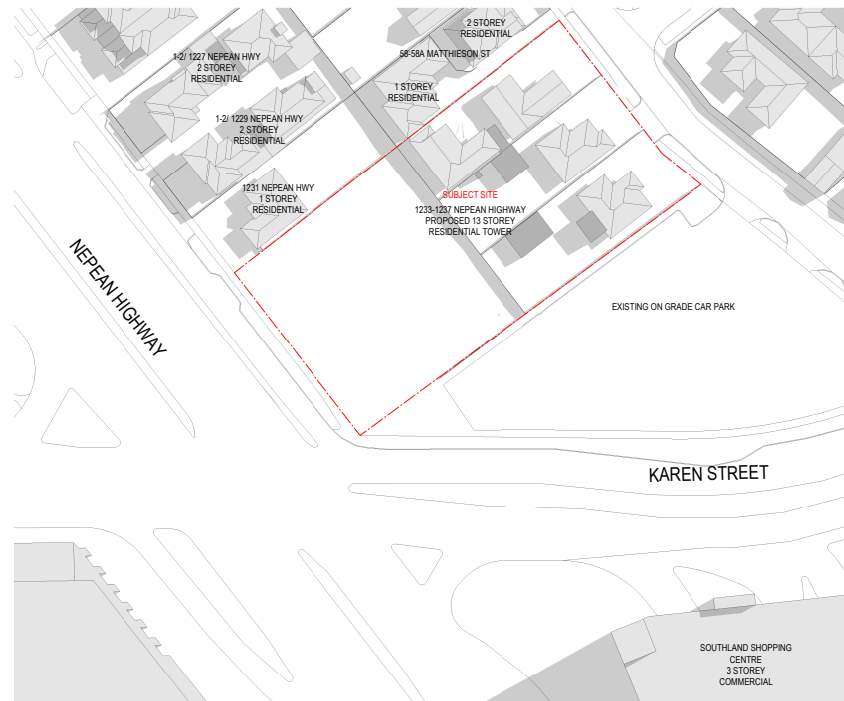 2 STOREY
RESIDENTIAL
58-58A MATTHIESON ST
1-2/ 1227 NEPEAN HWY
2 STOREY
RESIDENTIAL
1 STOREY
RESIDENTIAL
1-2/ 1229 NEPEAN HWY
2 STOREY
RESIDENTIAL
1231 NEPEAN HWY
1 STOREY
RESIDENTIAL
SUBJECT SITE
1233-1237 NEPEAN HIGHWAY
PROPOSED 13 STOREY
RESIDENTIAL TOWER
NEPEAN HIGHWAY
EXISTING ON GRADE CAR PARK
KAREN STREET
SOUTHLAND SHOPPING
CENTRE
3 STOREY
COMMERCIAL